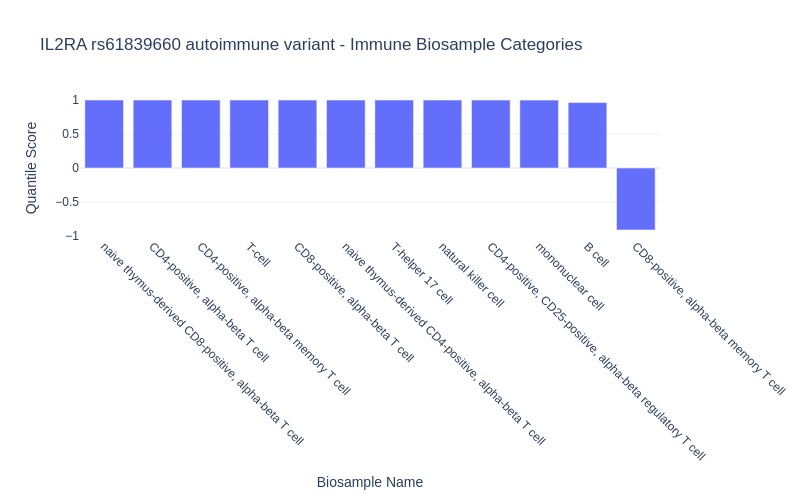 IL2RA rs61839660 autoimmune variant - Immune Biosample Categories
Quantile Score
1
0.5
0
−0.5
−1
naive thymus-derived CD8-positive, alpha-beta T cell
CD4-positive, alpha-beta T cell
CD4-positive, alpha-beta memory T cell
T-cell
CD8-positive, alpha-beta T cell
naive thymus-derived CD4-positive, alpha-beta T cell
T-helper 17 cell
natural killer cell
CD4-positive, CD25-positive, alpha-beta regulatory T cell
mononuclear cell
B cell
CD8-positive, alpha-beta memory T cell
Biosample Name